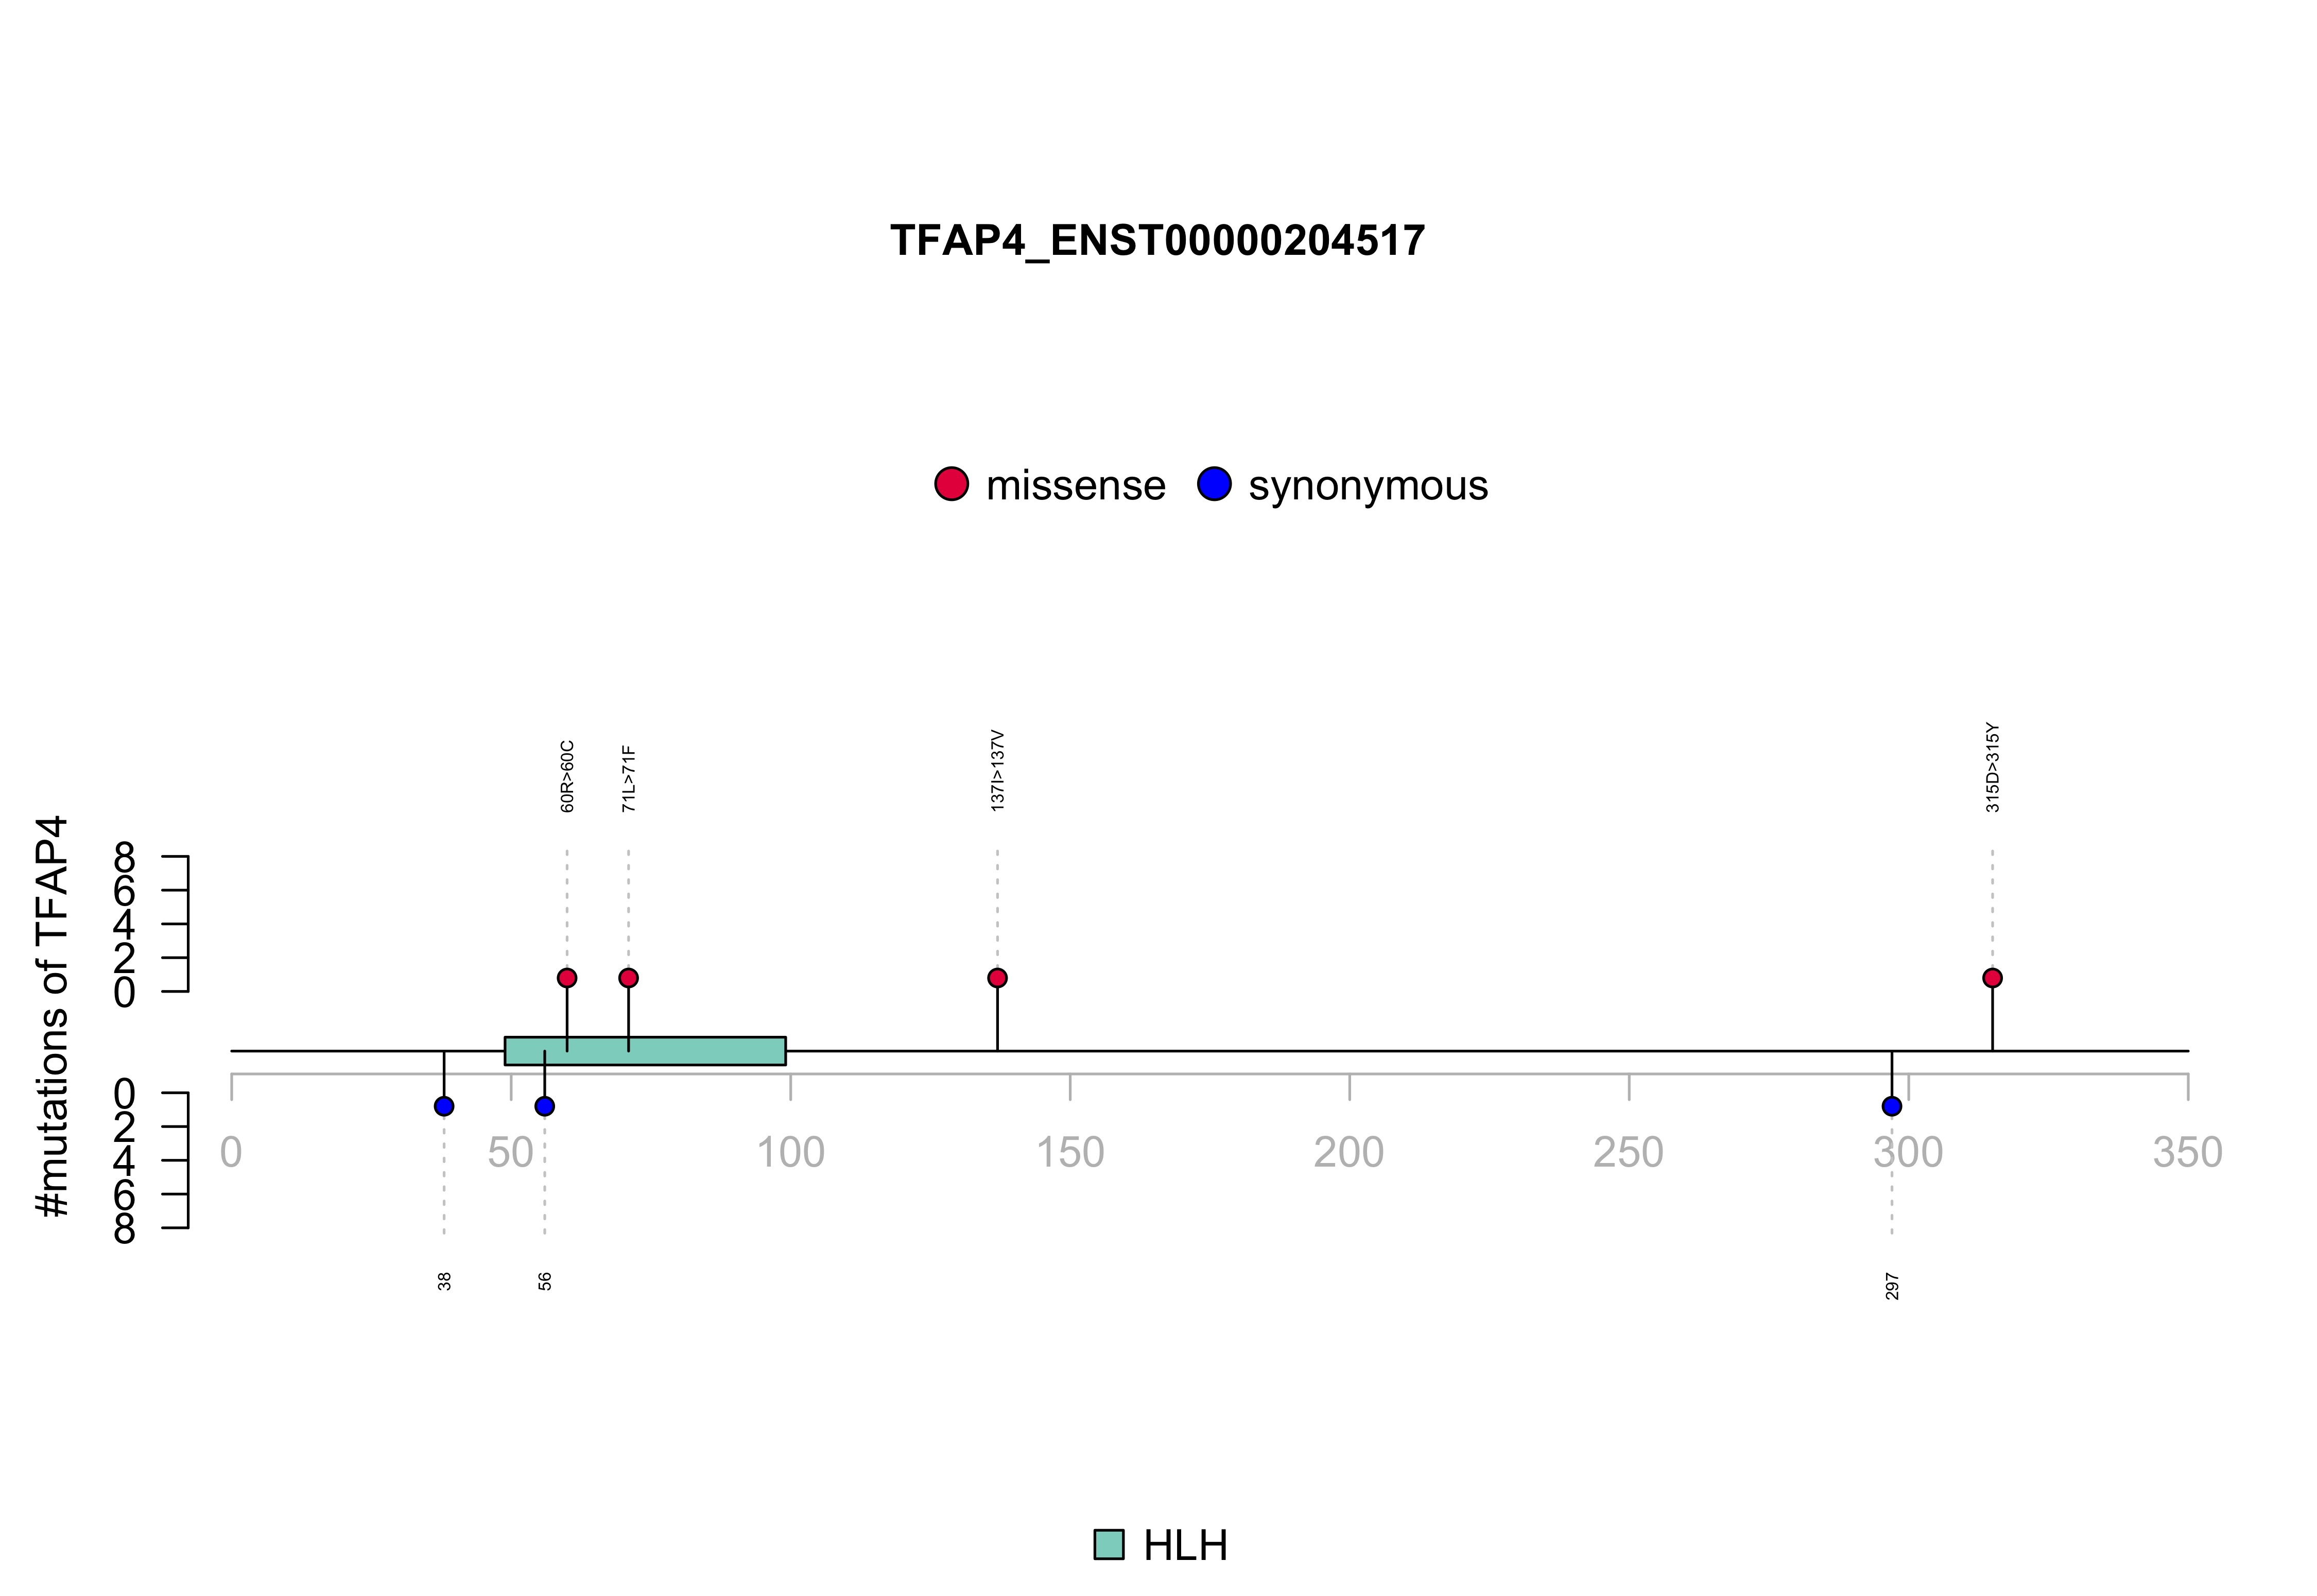 TFAP4_ENST00000204517
missense synonymous
60R>60C
71L>71F
137I>137V
315D>315Y
#mutations of TFAP4
8
6
4
2
0
0
2
4
6
8
0 50 100 150 200 250 300 350
38
56
297
HLH